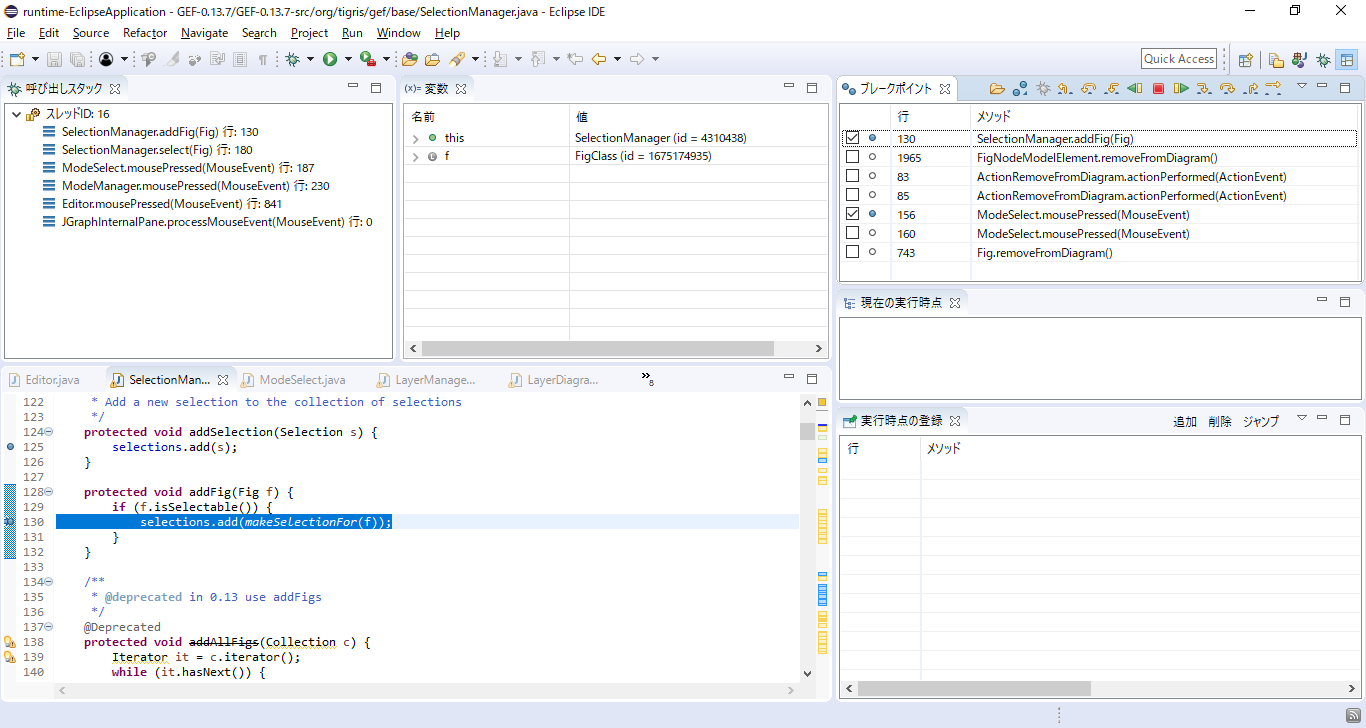 runtime-EclipseApplication - GEF-0.13.7/GEF-0.13.7-src/org/tigris/gef/base/SelectionManager.java - Eclipse IDE
File Edit Source Refactor Navigate Search Project Run Window Help
Quick Access
呼び出しスタック
スレッドID: 16
SelectionManager.addFig(Fig) 行: 130
SelectionManager.select(Fig) 行: 180
ModeSelect.mousePressed(MouseEvent) 行: 187
ModeManager.mousePressed(MouseEvent) 行: 230
Editor.mousePressed(MouseEvent) 行: 841
JGraphInternalPane.processMouseEvent(MouseEvent) 行: 0
(x)= 変数
名前 値
this SelectionManager (id = 4310438)
f FigClass (id = 1675174935)
ブレークポイント
行 メソッド
130 SelectionManager.addFig(Fig)
1965 FigNodeModelElement.removeFromDiagram()
83 ActionRemoveFromDiagram.actionPerformed(ActionEvent)
85 ActionRemoveFromDiagram.actionPerformed(ActionEvent)
156 ModeSelect.mousePressed(MouseEvent)
160 ModeSelect.mousePressed(MouseEvent)
743 Fig.removeFromDiagram()
現在の実行時点
実行時点の登録 追加 削除 ジャンプ
行 メソッド
Editor.java SelectionMan... ModeSelect.java LayerManage... LayerDiagra... »8
122 * Add a new selection to the collection of selections
123 */
124 protected void addSelection(Selection s) {
125 selections.add(s);
126 }
127
128 protected void addFig(Fig f) {
129 if (f.isSelectable()) {
130 selections.add(makeSelectionFor(f));
131 }
132 }
133
134 /**
135 * @deprecated in 0.13 use addFigs
136 */
137 @Deprecated
138 protected void addAllFigs(Collection c) {
139 Iterator it = c.iterator();
140 while (it.hasNext()) {